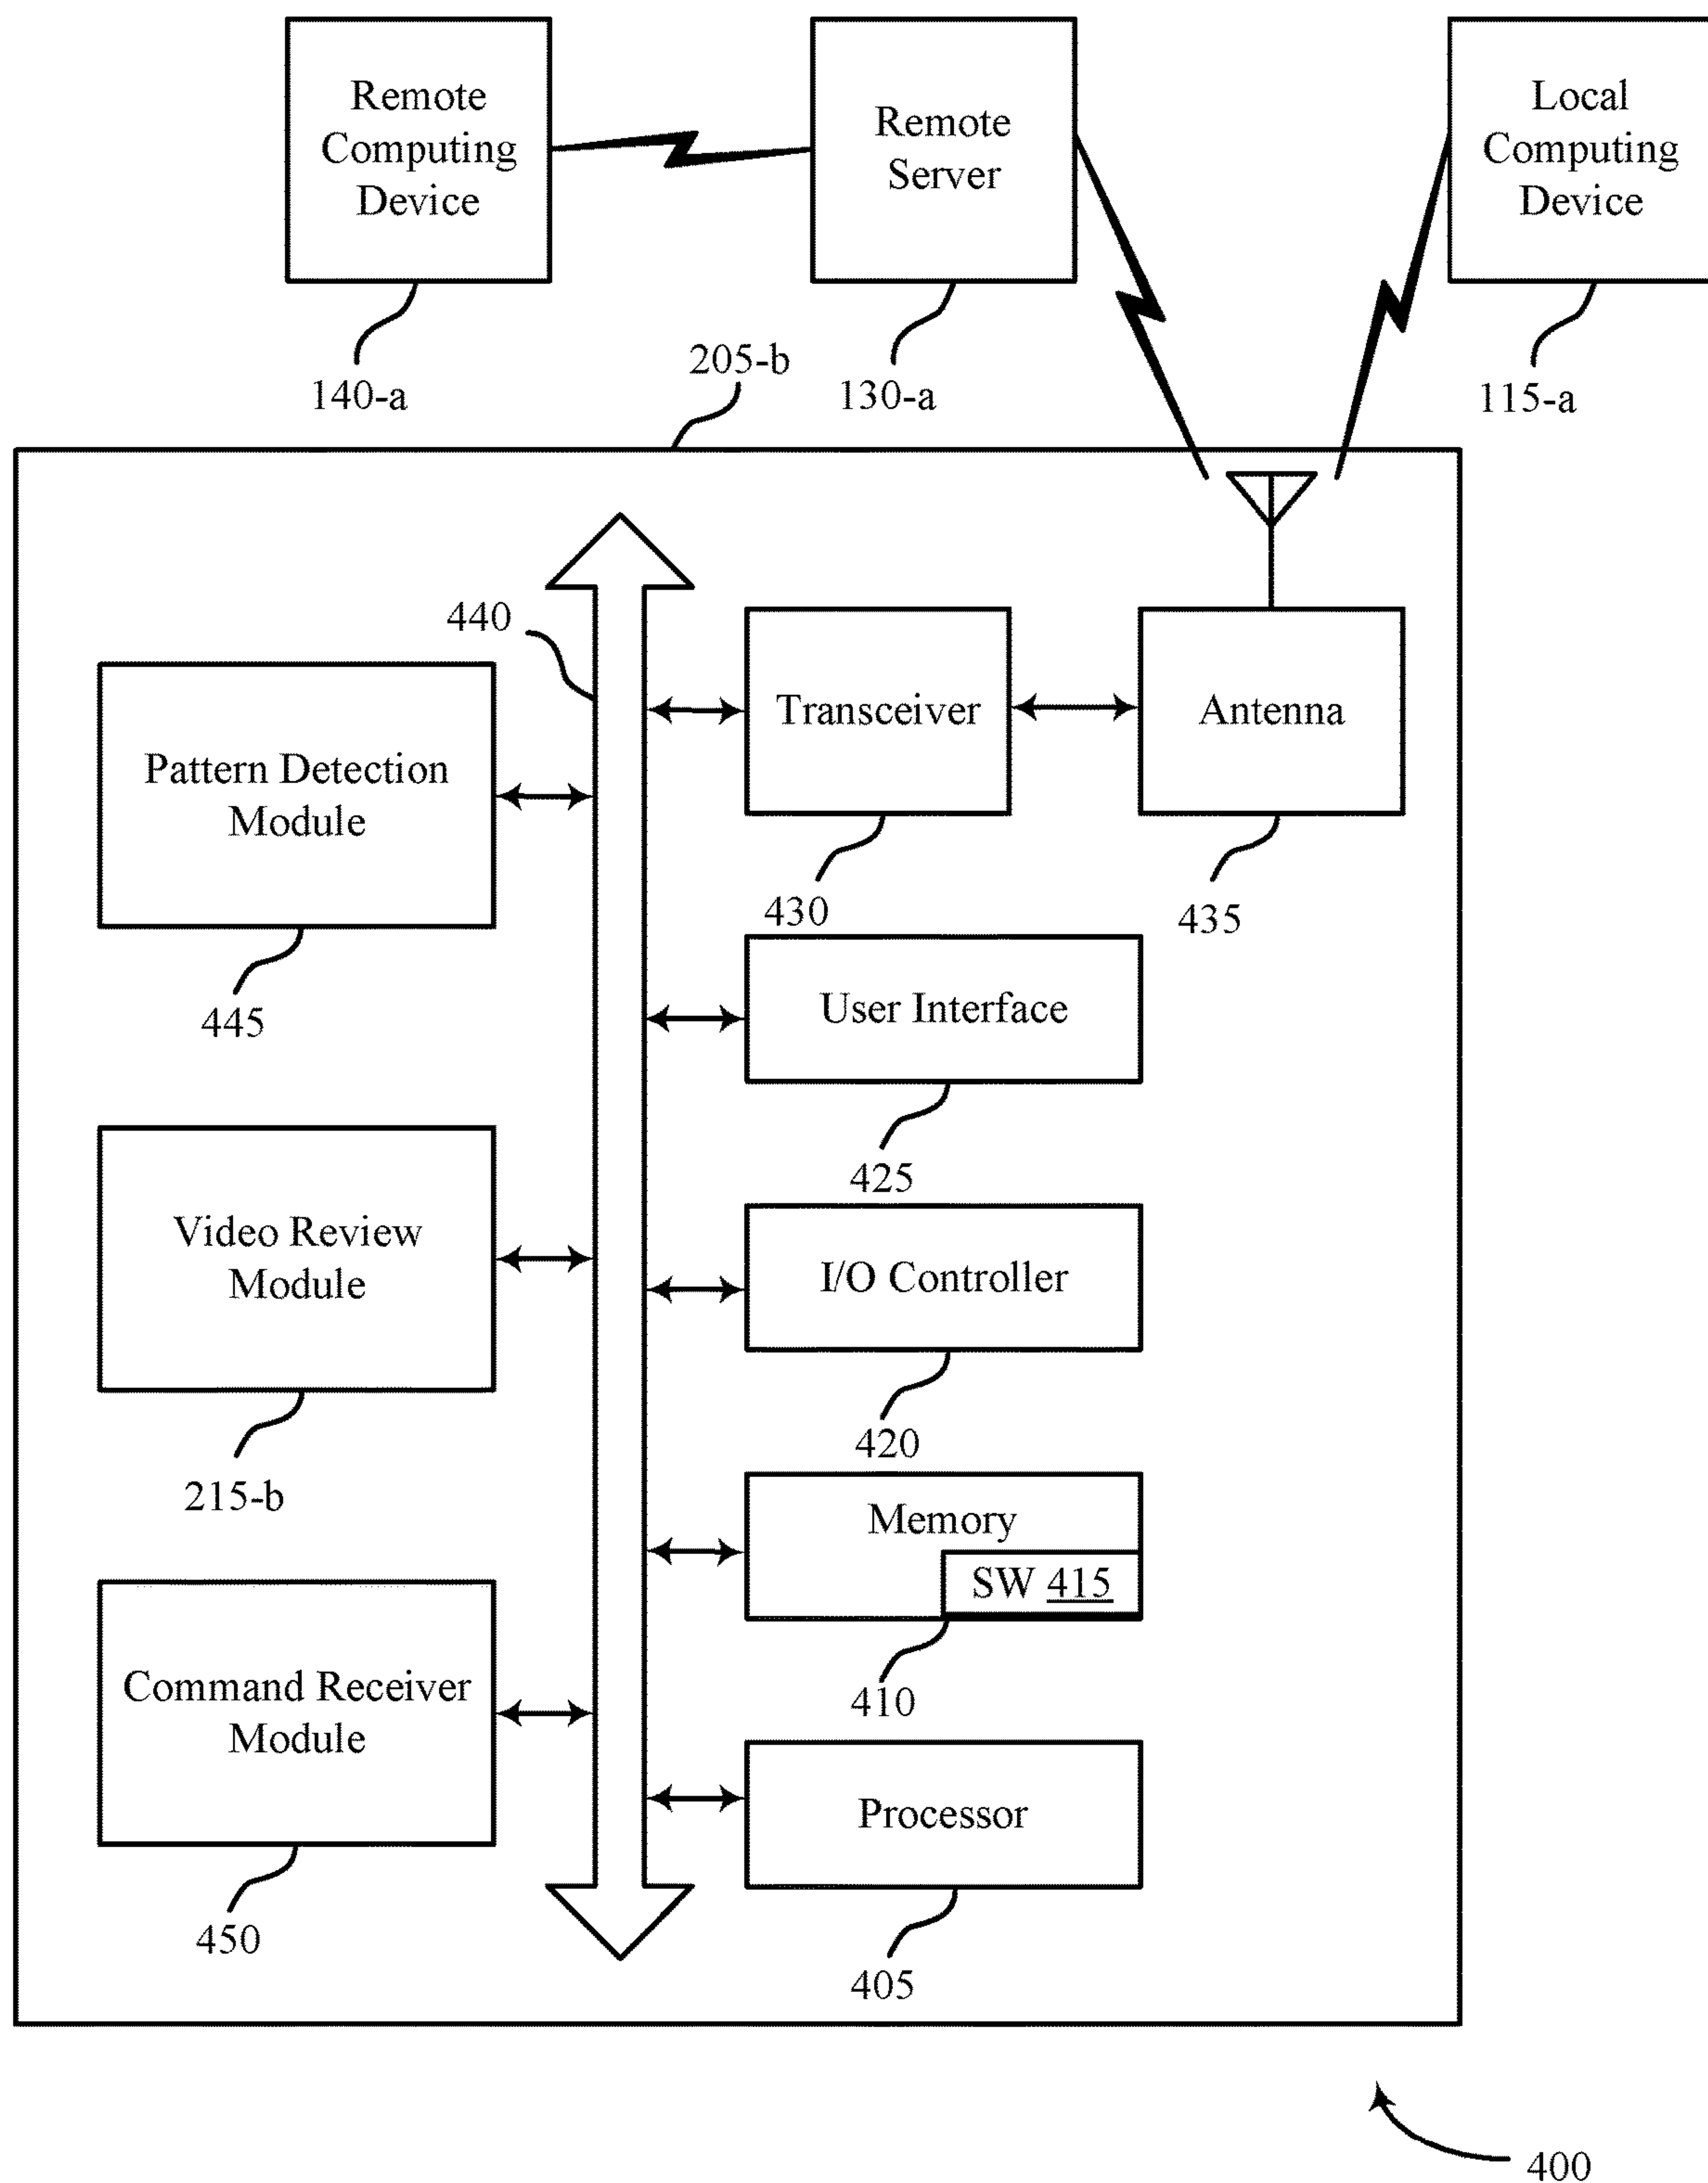 Remote
Computing
Device
Remote
Server
Local
Computing
Device
140-a
205-b
130-a
115-a
440
Pattern Detection
Module
445
Transceiver
430
Antenna
435
User Interface
425
Video Review
Module
215-b
I/O Controller
420
Memory
SW 415
410
Command Receiver
Module
450
Processor
405
400